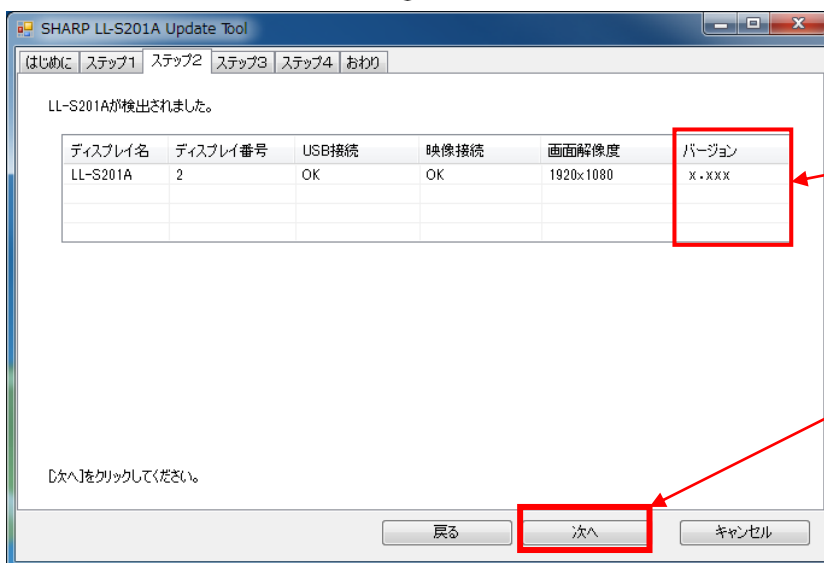 SHARP LL-S201A Update Tool
はじめに ステップ1 ステップ2 ステップ3 ステップ4 おわり
LL-S201Aが検出されました。
ディスプレイ名 ディスプレイ番号 USB接続 映像接続 画面解像度 バージョン
LL-S201A 2 OK OK 1920x1080 x.xxx
[次へ]をクリックしてください。
戻る 次へ キャンセル